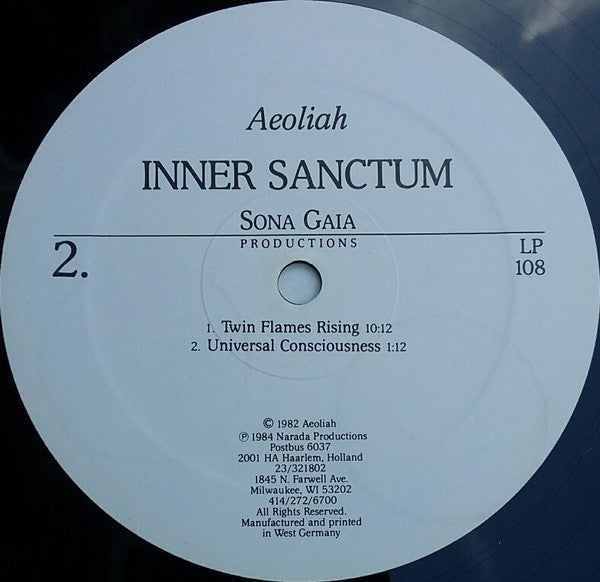 Aeoliah
INNER SANCTUM
SONA GAIA
PRODUCTIONS
2.
LP
108
1. Twin Flames Rising 10:12
2. Universal Consciousness 1:12
© 1982 Aeoliah
℗ 1984 Narada Productions
Postbus 6037
2001 HA Haarlem, Holland
23/321802
1845 N. Farwell Ave.
Milwaukee, WI 53202
414/272/6700
All Rights Reserved.
Manufactured and printed
in West Germany